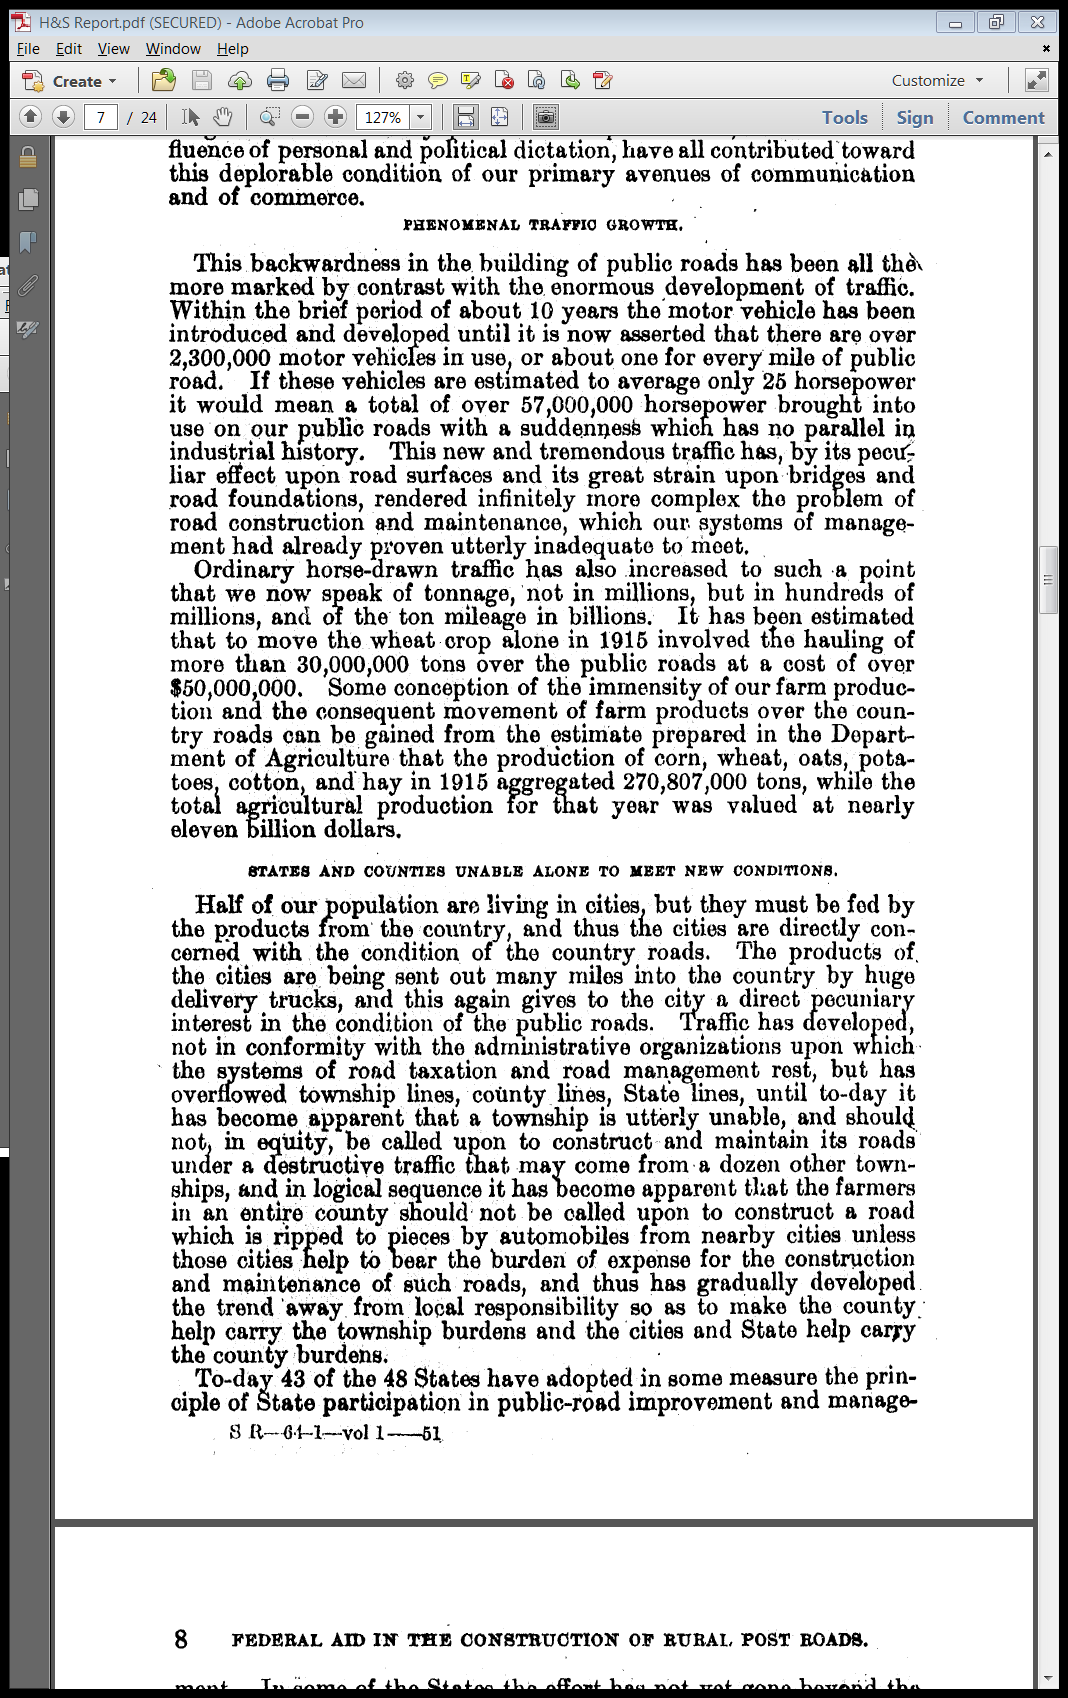 H&S Report.pdf (SECURED) - Adobe Acrobat Pro
File Edit View Window Help
Create Customize
7 / 24 127% Tools Sign Comment
fluence of personal and political dictation, have all contributed toward
this deplorable condition of our primary avenues of communication
and of commerce.
PHENOMENAL TRAFFIC GROWTH.
This backwardness in the building of public roads has been all the
more marked by contrast with the enormous development of traffic.
Within the brief period of about 10 years the motor vehicle has been
introduced and developed until it is now asserted that there are over
2,300,000 motor vehicles in use, or about one for every mile of public
road. If these vehicles are estimated to average only 25 horsepower
it would mean a total of over 57,000,000 horsepower brought into
use on our public roads with a suddenness which has no parallel in
industrial history. This new and tremendous traffic has, by its pecu-
liar effect upon road surfaces and its great strain upon bridges and
road foundations, rendered infinitely more complex the problem of
road construction and maintenance, which our systems of manage-
ment had already proven utterly inadequate to meet.
Ordinary horse-drawn traffic has also increased to such a point
that we now speak of tonnage, not in millions, but in hundreds of
millions, and of the ton mileage in billions. It has been estimated
that to move the wheat crop alone in 1915 involved the hauling of
more than 30,000,000 tons over the public roads at a cost of over
$50,000,000. Some conception of the immensity of our farm produc-
tion and the consequent movement of farm products over the coun-
try roads can be gained from the estimate prepared in the Depart-
ment of Agriculture that the production of corn, wheat, oats, pota-
toes, cotton, and hay in 1915 aggregated 270,807,000 tons, while the
total agricultural production for that year was valued at nearly
eleven billion dollars.
STATES AND COUNTIES UNABLE ALONE TO MEET NEW CONDITIONS.
Half of our population are living in cities, but they must be fed by
the products from the country, and thus the cities are directly con-
cerned with the condition of the country roads. The products of
the cities are being sent out many miles into the country by huge
delivery trucks, and this again gives to the city a direct pecuniary
interest in the condition of the public roads. Traffic has developed,
not in conformity with the administrative organizations upon which
the systems of road taxation and road management rest, but has
overflowed township lines, county lines, State lines, until to-day it
has become apparent that a township is utterly unable, and should
not, in equity, be called upon to construct and maintain its roads
under a destructive traffic that may come from a dozen other town-
ships, and in logical sequence it has become apparent that the farmers
in an entire county should not be called upon to construct a road
which is ripped to pieces by automobiles from nearby cities unless
those cities help to bear the burden of expense for the construction
and maintenance of such roads, and thus has gradually developed
the trend away from local responsibility so as to make the county
help carry the township burdens and the cities and State help carry
the county burdens.
To-day 43 of the 48 States have adopted in some measure the prin-
ciple of State participation in public-road improvement and manage-
S R—64-1—vol 1——51
8 FEDERAL AID IN THE CONSTRUCTION OF RURAL POST ROADS.
ment. In some of the States the effort has not yet gone beyond the